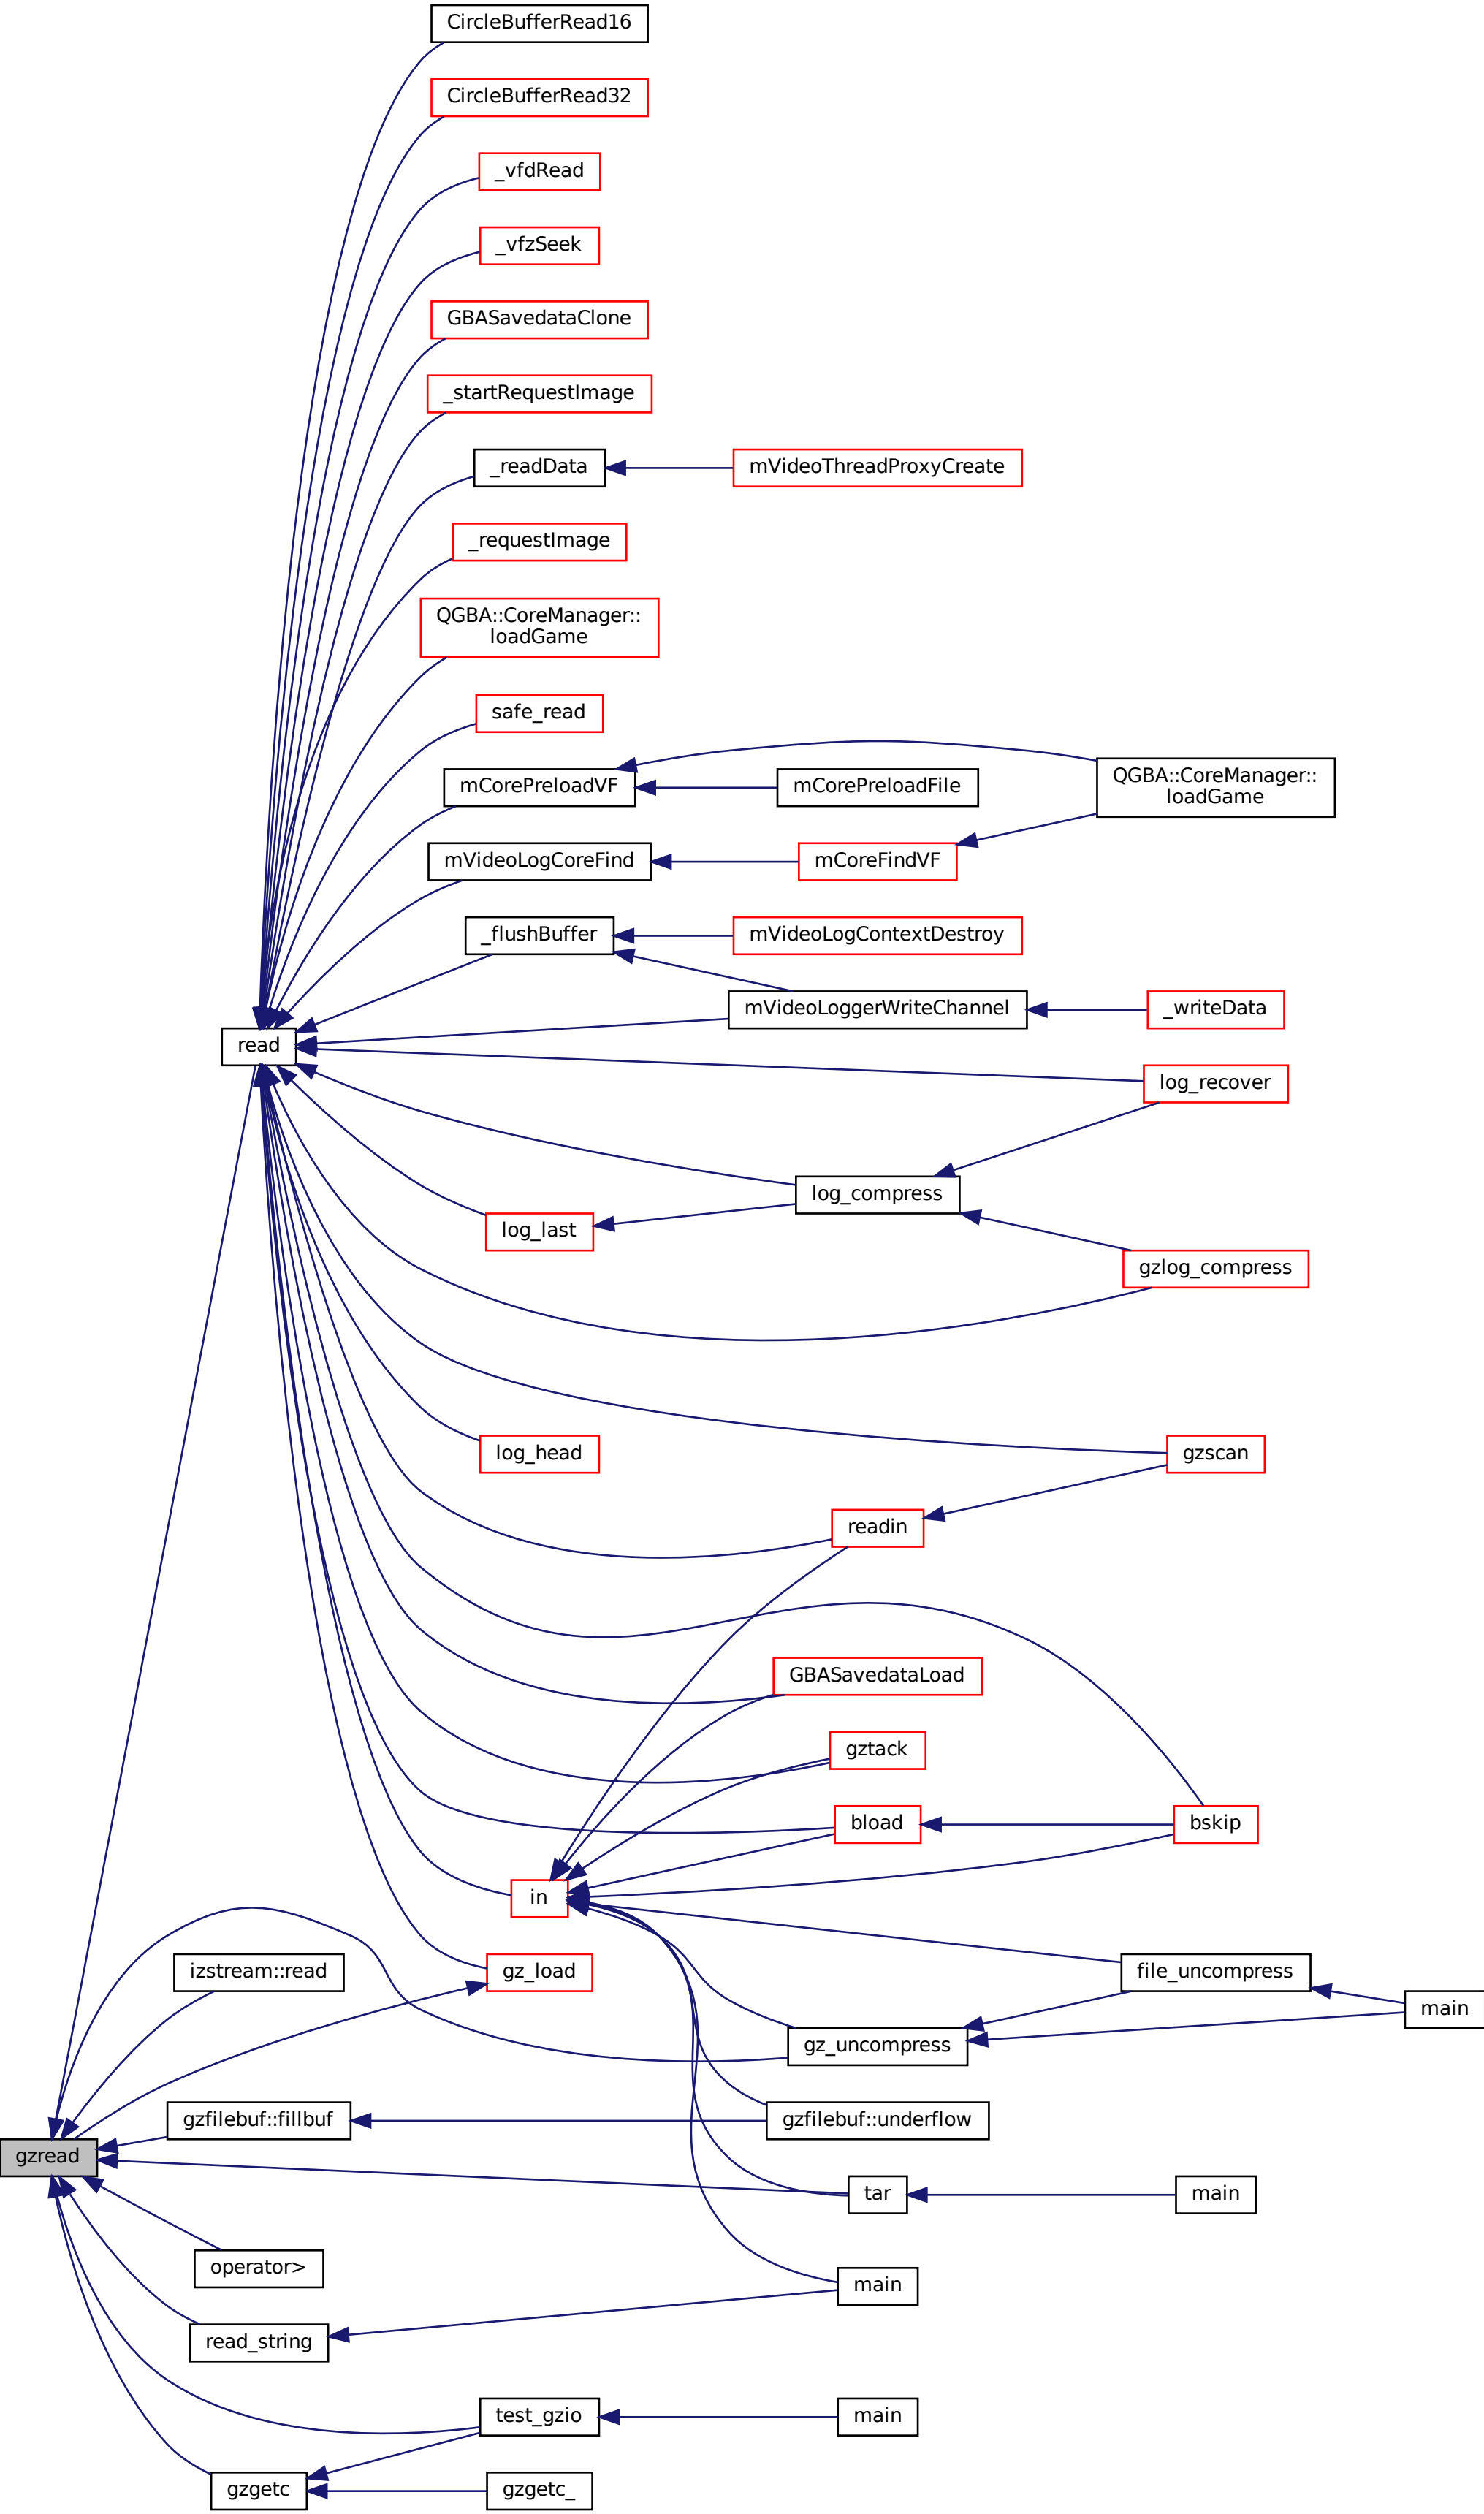 CircleBufferRead16
CircleBufferRead32
_vfdRead
_vfzSeek
GBASavedataClone
_startRequestImage
_readData
mVideoThreadProxyCreate
_requestImage
QGBA::CoreManager::
loadGame
safe_read
mCorePreloadVF
mCorePreloadFile
QGBA::CoreManager::
loadGame
mVideoLogCoreFind
mCoreFindVF
_flushBuffer
mVideoLogContextDestroy
mVideoLoggerWriteChannel
_writeData
read
log_recover
log_compress
log_last
gzlog_compress
log_head
gzscan
readin
GBASavedataLoad
gztack
bload
bskip
in
izstream::read
gz_load
file_uncompress
main
gz_uncompress
gzfilebuf::fillbuf
gzfilebuf::underflow
gzread
tar
main
operator>
main
read_string
test_gzio
main
gzgetc
gzgetc_